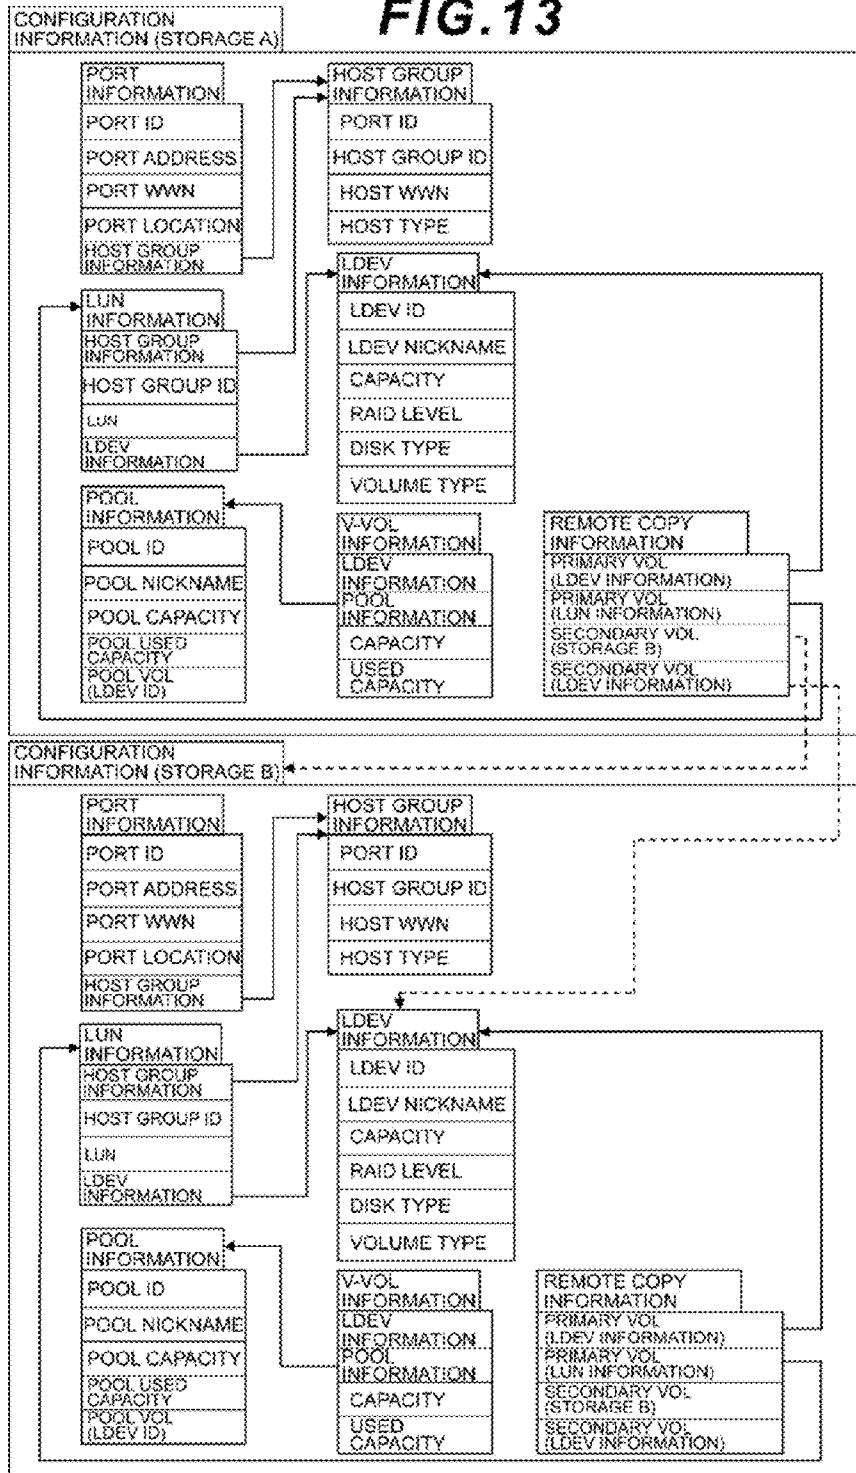 FIG.13
CONFIGURATION
INFORMATION (STORAGE A)
PORT
INFORMATION
PORT ID
PORT ADDRESS
PORT WWN
PORT LOCATION
HOST GROUP
INFORMATION
HOST GROUP
INFORMATION
PORT ID
HOST GROUP ID
HOST WWN
HOST TYPE
LUN
INFORMATION
HOST GROUP
INFORMATION
HOST GROUP ID
LUN
LDEV
INFORMATION
LDEV
INFORMATION
LDEV ID
LDEV NICKNAME
CAPACITY
RAID LEVEL
DISK TYPE
VOLUME TYPE
POOL
INFORMATION
POOL ID
POOL NICKNAME
POOL CAPACITY
POOL USED
CAPACITY
POOL VOL
(LDEV ID)
V-VOL
INFORMATION
LDEV
INFORMATION
POOL
INFORMATION
CAPACITY
USED
CAPACITY
REMOTE COPY
INFORMATION
PRIMARY VOL
(LDEV INFORMATION)
PRIMARY VOL
(LUN INFORMATION)
SECONDARY VOL
(STORAGE B)
SECONDARY VOL
(LDEV INFORMATION)
CONFIGURATION
INFORMATION (STORAGE B)
PORT
INFORMATION
PORT ID
PORT ADDRESS
PORT WWN
PORT LOCATION
HOST GROUP
INFORMATION
HOST GROUP
INFORMATION
PORT ID
HOST GROUP ID
HOST WWN
HOST TYPE
LUN
INFORMATION
HOST GROUP
INFORMATION
HOST GROUP ID
LUN
LDEV
INFORMATION
LDEV
INFORMATION
LDEV ID
LDEV NICKNAME
CAPACITY
RAID LEVEL
DISK TYPE
VOLUME TYPE
POOL
INFORMATION
POOL ID
POOL NICKNAME
POOL CAPACITY
POOL USED
CAPACITY
POOL VOL
(LDEV ID)
V-VOL
INFORMATION
LDEV
INFORMATION
POOL
INFORMATION
CAPACITY
USED
CAPACITY
REMOTE COPY
INFORMATION
PRIMARY VOL
(LDEV INFORMATION)
PRIMARY VOL
(LUN INFORMATION)
SECONDARY VOL
(STORAGE B)
SECONDARY VOL
(LDEV INFORMATION)